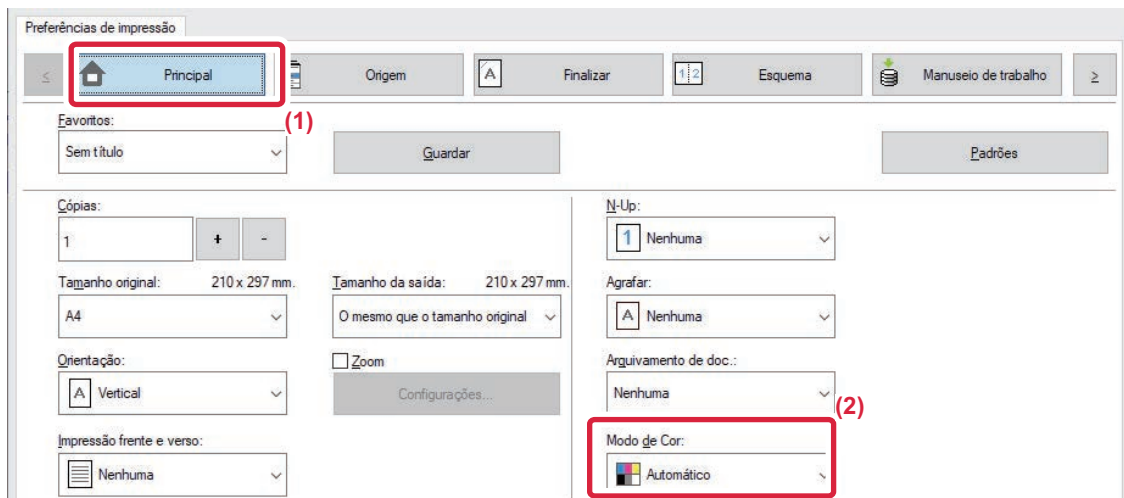 Preferências de impressão
< Principal Origem A Finalizar 1 2 Esquema Manuseio de trabalho >
(1)
Favoritos:
Sem título Guardar Padrões
Cópias: N-Up:
1 + - 1 Nenhuma
Tamanho original: 210 x 297 mm. Tamanho da saída: 210 x 297 mm. Agrafar:
A4 O mesmo que o tamanho original A Nenhuma
Orientação: Zoom Arguivamento de doc.:
A Vertical Configurações... Nenhuma
(2)
Impressão frente e verso: Modo de Cor:
Nenhuma Automático